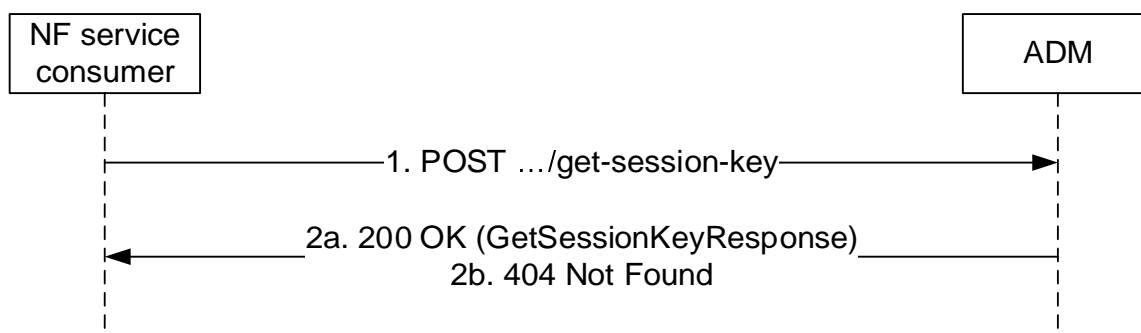 NF service
consumer
ADM
1. POST …/get-session-key
2a. 200 OK (GetSessionKeyResponse)
2b. 404 Not Found